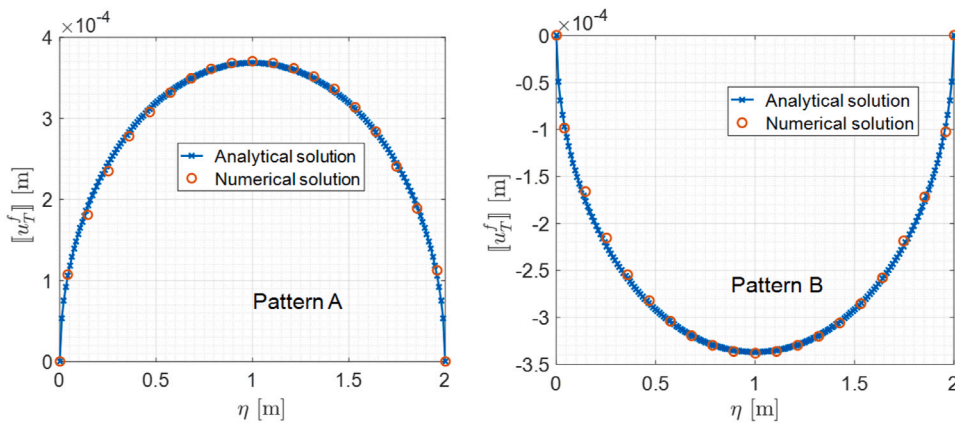 ×10⁻⁴
4
3
4
4
0
⟦u_T^f⟧ [m]
Analytical solution
Numerical solution
Pattern A
0 0.5 1 1.5 2
η [m]
×10⁻⁴
0
-0.5
-1
-1.5
-2
-2.5
-3
-3.5
⟦u_T^f⟧ [m]
Analytical solution
Numerical solution
Pattern B
0 0.5 1 1.5 2
η [m]